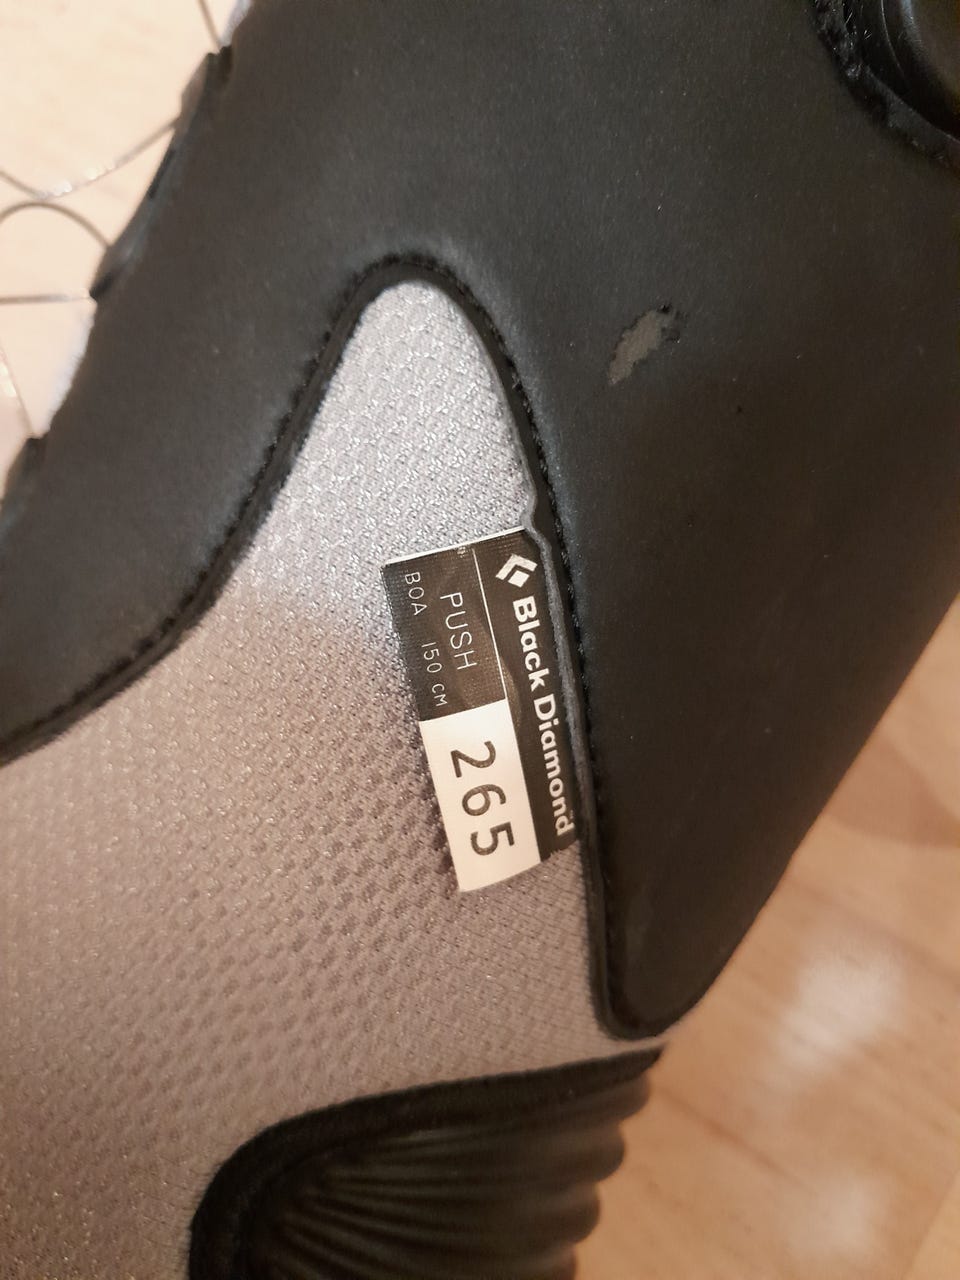 Black Diamond
PUSH
BOA 150 CM
265